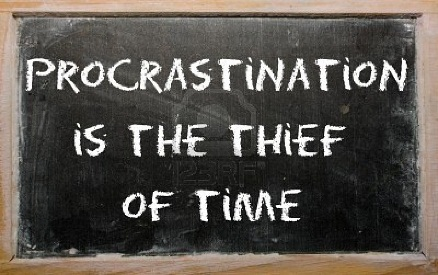 PROCRASTiNATiON
iS THE THiEF
OF TiME